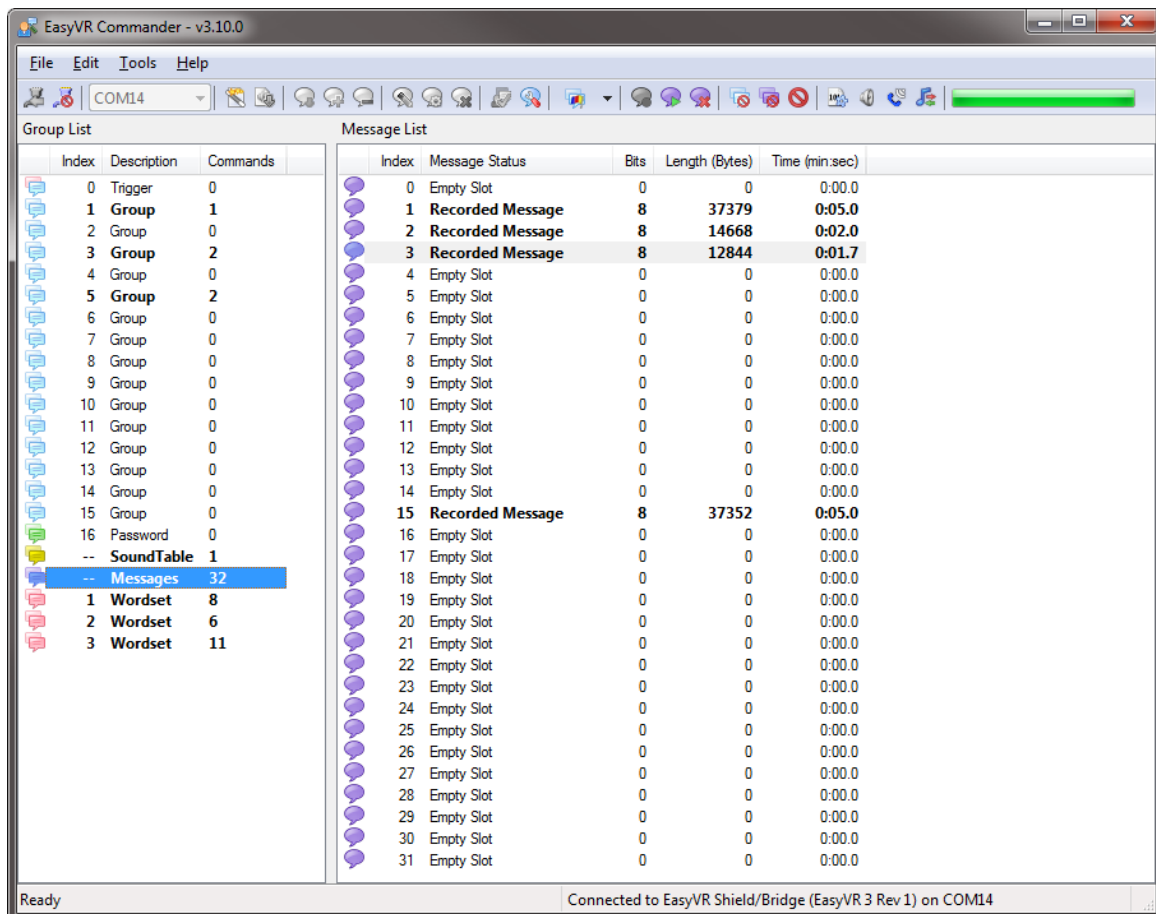 EasyVR Commander - v3.10.0
File Edit Tools Help
COM14
Group List
Index Description Commands
0 Trigger 0
1 Group 1
2 Group 0
3 Group 2
4 Group 0
5 Group 2
6 Group 0
7 Group 0
8 Group 0
9 Group 0
10 Group 0
11 Group 0
12 Group 0
13 Group 0
14 Group 0
15 Group 0
16 Password 0
-- SoundTable 1
-- Messages 32
1 Wordset 8
2 Wordset 6
3 Wordset 11
Message List
Index Message Status Bits Length (Bytes) Time (min:sec)
0 Empty Slot 0 0 0:00.0
1 Recorded Message 8 37379 0:05.0
2 Recorded Message 8 14668 0:02.0
3 Recorded Message 8 12844 0:01.7
4 Empty Slot 0 0 0:00.0
5 Empty Slot 0 0 0:00.0
6 Empty Slot 0 0 0:00.0
7 Empty Slot 0 0 0:00.0
8 Empty Slot 0 0 0:00.0
9 Empty Slot 0 0 0:00.0
10 Empty Slot 0 0 0:00.0
11 Empty Slot 0 0 0:00.0
12 Empty Slot 0 0 0:00.0
13 Empty Slot 0 0 0:00.0
14 Empty Slot 0 0 0:00.0
15 Recorded Message 8 37352 0:05.0
16 Empty Slot 0 0 0:00.0
17 Empty Slot 0 0 0:00.0
18 Empty Slot 0 0 0:00.0
19 Empty Slot 0 0 0:00.0
20 Empty Slot 0 0 0:00.0
21 Empty Slot 0 0 0:00.0
22 Empty Slot 0 0 0:00.0
23 Empty Slot 0 0 0:00.0
24 Empty Slot 0 0 0:00.0
25 Empty Slot 0 0 0:00.0
26 Empty Slot 0 0 0:00.0
27 Empty Slot 0 0 0:00.0
28 Empty Slot 0 0 0:00.0
29 Empty Slot 0 0 0:00.0
30 Empty Slot 0 0 0:00.0
31 Empty Slot 0 0 0:00.0
Ready
Connected to EasyVR Shield/Bridge (EasyVR 3 Rev 1) on COM14